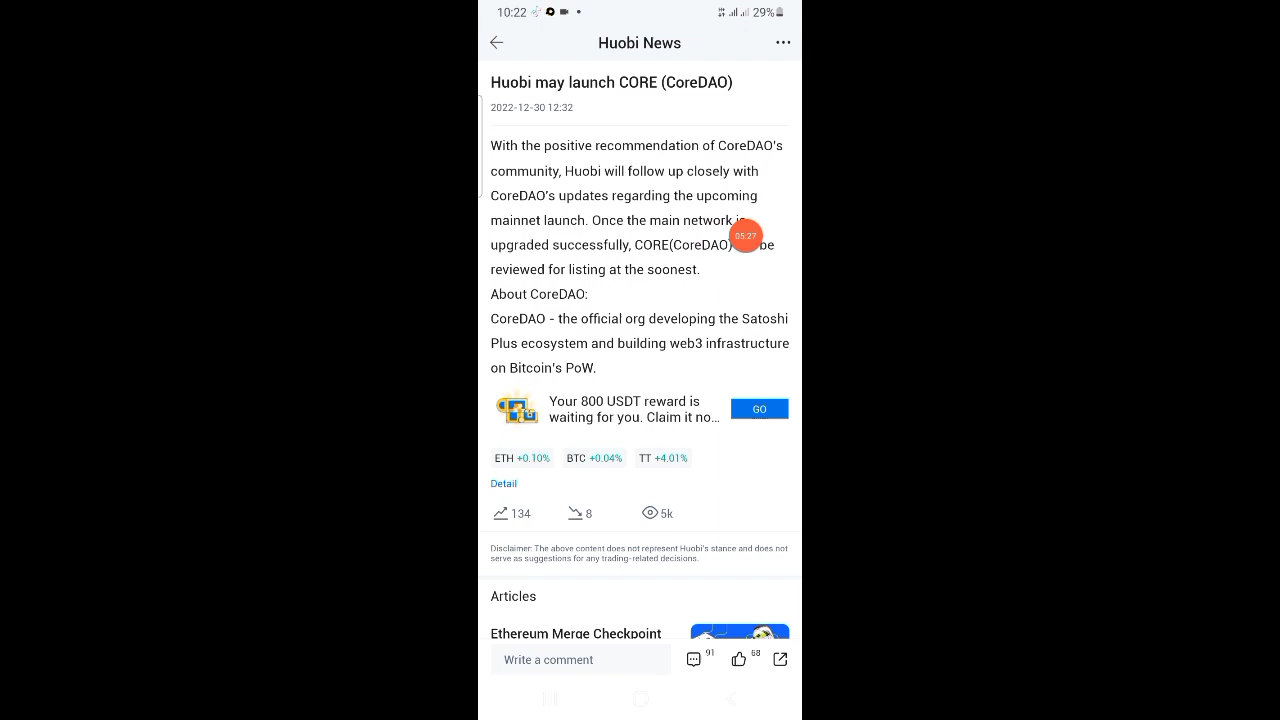 10:22
29%
Huobi News
Huobi may launch CORE (CoreDAO)
2022-12-30 12:32
With the positive recommendation of CoreDAO's
community, Huobi will follow up closely with
CoreDAO's updates regarding the upcoming
mainnet launch. Once the main network
05:27
upgraded successfully, CORE(CoreDAO) be
reviewed for listing at the soonest.
About CoreDAO:
CoreDAO - the official org developing the Satoshi
Plus ecosystem and building web3 infrastructure
on Bitcoin's PoW.
Your 800 USDT reward is
waiting for you. Claim it no...
GO
ETH +0.10% BTC +0.04% TT +4.01%
Detail
134 8 5k
Disclaimer: The above content does not represent Huobi's stance and does not
serve as suggestions for any trading-related decisions.
Articles
Ethereum Merge Checkpoint
Write a comment
91 68